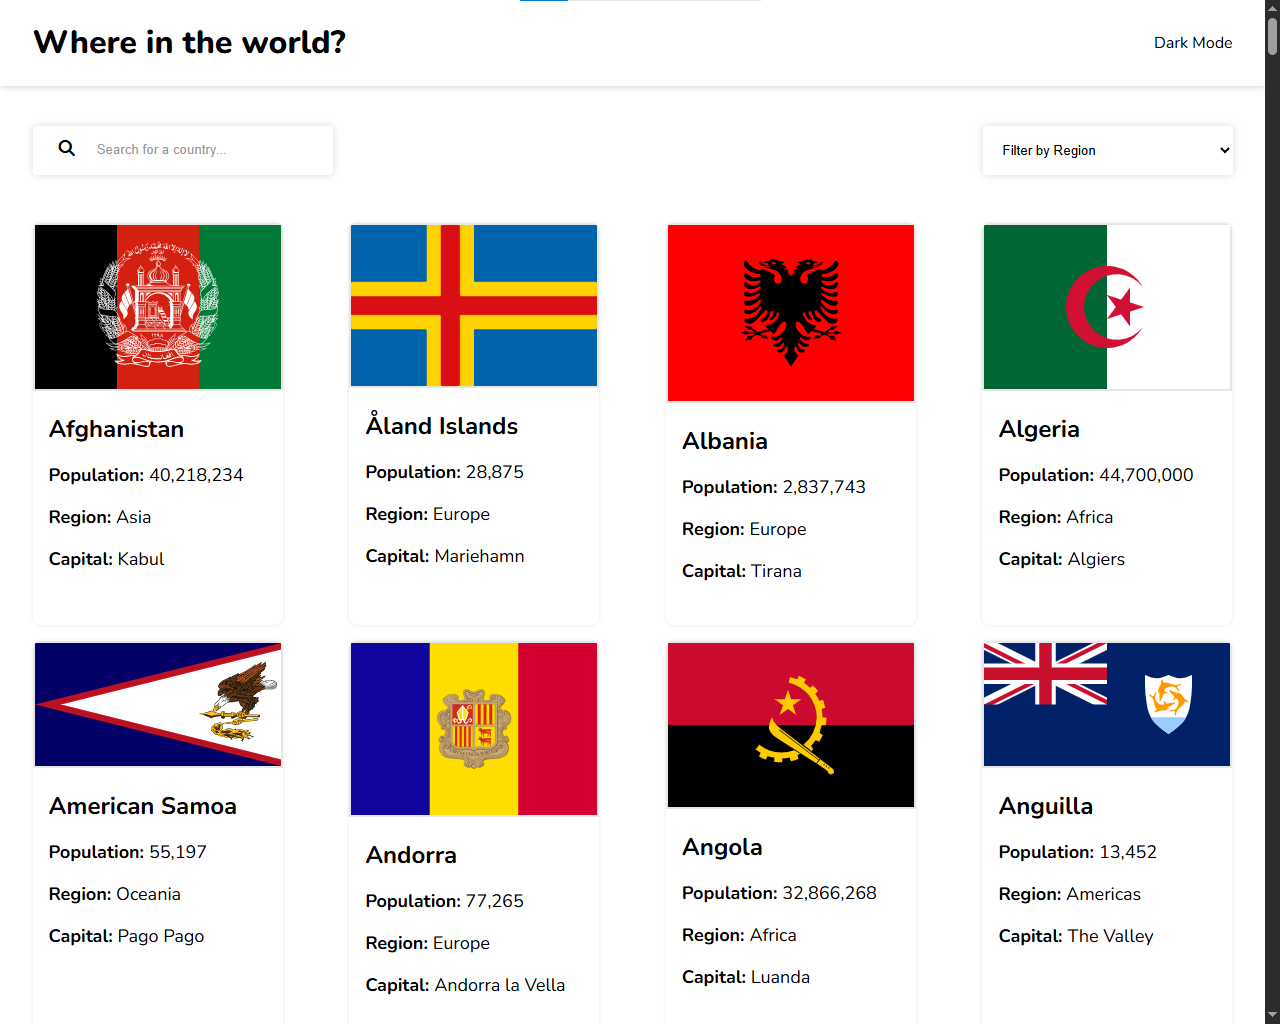 Where in the world?
Dark Mode
Search for a country...
Filter by Region
Afghanistan
Population: 40,218,234
Region: Asia
Capital: Kabul
Åland Islands
Population: 28,875
Region: Europe
Capital: Mariehamn
Albania
Population: 2,837,743
Region: Europe
Capital: Tirana
Algeria
Population: 44,700,000
Region: Africa
Capital: Algiers
American Samoa
Population: 55,197
Region: Oceania
Capital: Pago Pago
Andorra
Population: 77,265
Region: Europe
Capital: Andorra la Vella
Angola
Population: 32,866,268
Region: Africa
Capital: Luanda
Anguilla
Population: 13,452
Region: Americas
Capital: The Valley